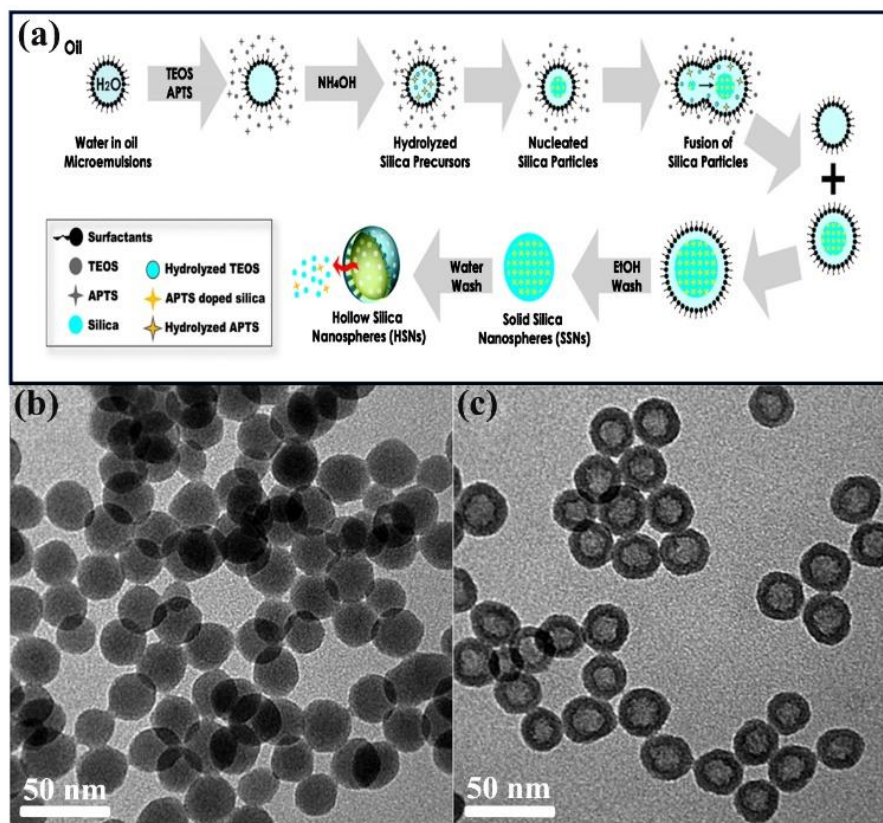 (a) Oil
H₂O
TEOS
APTS
NH4OH
Water in oil
Microemulsions
Hydrolyzed
Silica Precursors
Nucleated
Silica Particles
Fusion of
Silica Particles
+
Surfactants
TEOS
APTS
Silica
Hydrolyzed TEOS
APTS doped silica
Hydrolyzed APTS
Hollow Silica
Nanospheres (HSNs)
Water
Wash
Solid Silica
Nanospheres (SSNs)
EtOH
Wash
(b)
50 nm
(c)
50 nm